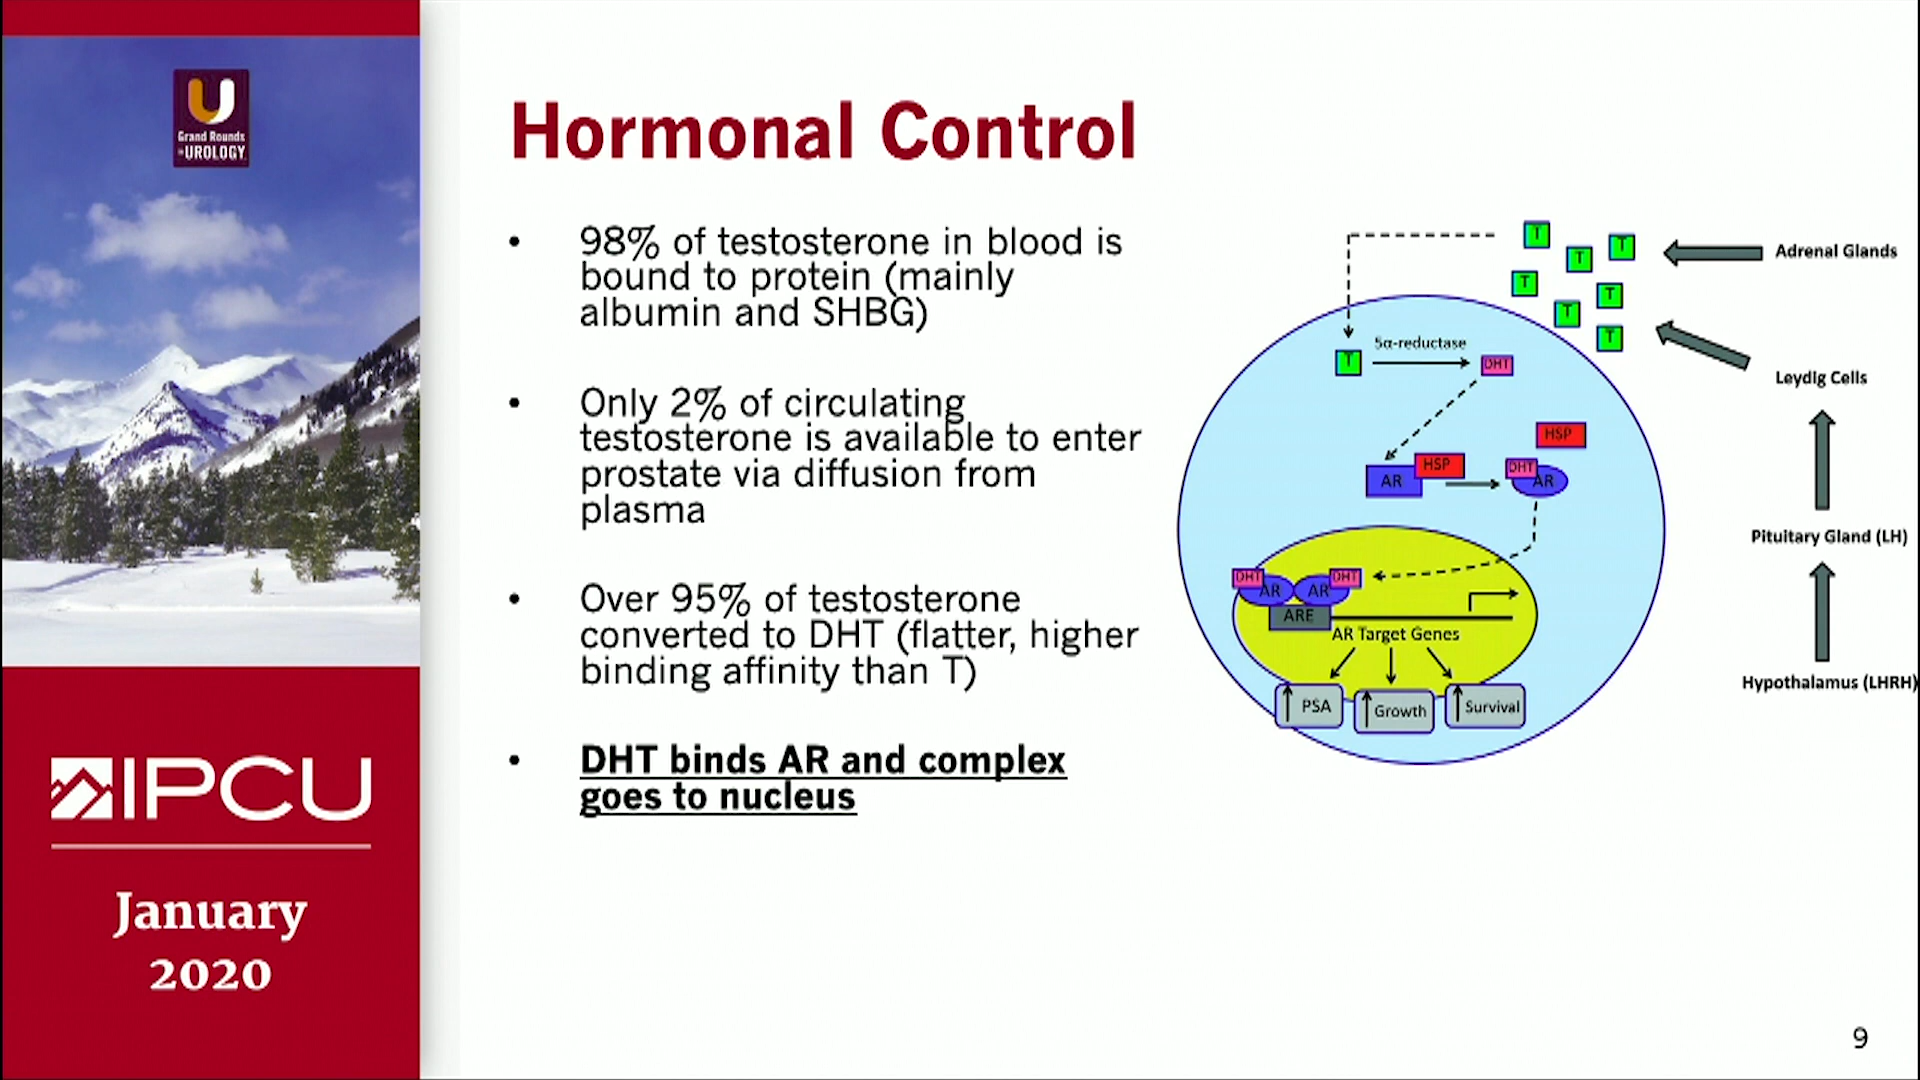 U
Grand Rounds
in UROLOGY
IPCU
January
2020
Hormonal Control
• 98% of testosterone in blood is
bound to protein (mainly
albumin and SHBG)
• Only 2% of circulating
testosterone is available to enter
prostate via diffusion from
plasma
• Over 95% of testosterone
converted to DHT (flatter, higher
binding affinity than T)
• DHT binds AR and complex
goes to nucleus
T
T
T
T
T
T
T
Adrenal Glands
Leydig Cells
Pituitary Gland (LH)
Hypothalamus (LHRH)
T
5α-reductase
DHT
HSP
AR
HSP
DHT
AR
DHT
AR
AR
DHT
ARE
AR Target Genes
PSA
Growth
Survival
9